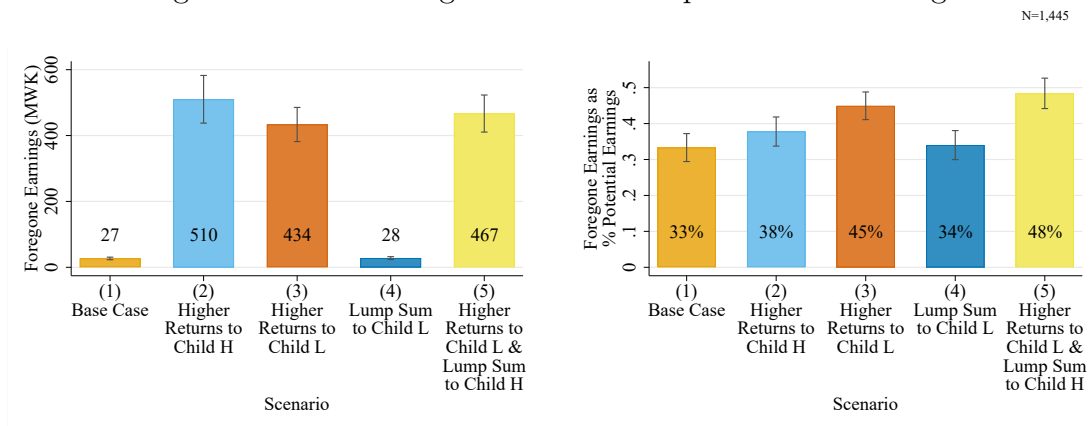 N=1,445
Foregone Earnings (MWK)
0
200
400
600
27
510
434
28
467
(1)
Base Case
(2)
Higher
Returns to
Child H
(3)
Higher
Returns to
Child L
(4)
Lump Sum
to Child L
(5)
Higher
Returns to
Child L &
Lump Sum
to Child H
Scenario
Foregone Earnings as
% Potential Earnings
0
.1
.2
.3
.4
.5
33%
38%
45%
34%
48%
(1)
Base Case
(2)
Higher
Returns to
Child H
(3)
Higher
Returns to
Child L
(4)
Lump Sum
to Child L
(5)
Higher
Returns to
Child L &
Lump Sum
to Child H
Scenario